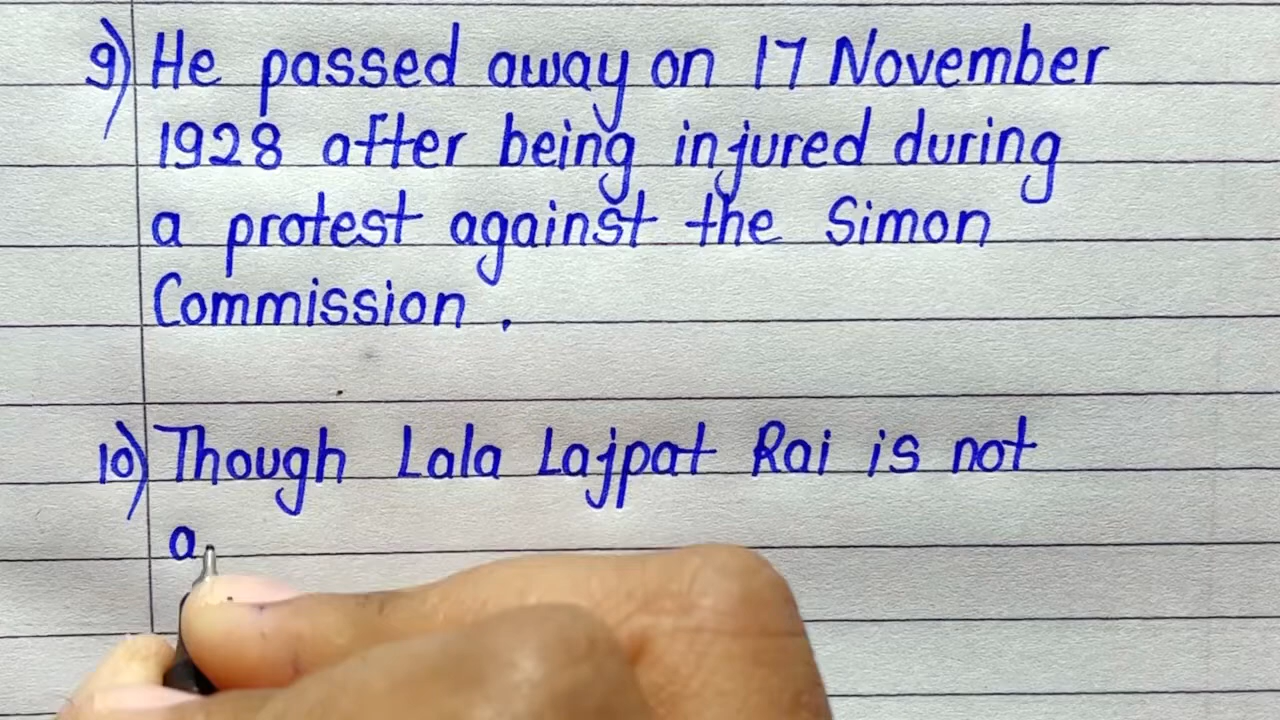 9) He passed away on 17 November
1928 after being injured during
a protest against the Simon
Commission.
10) Though Lala Lajpat Rai is not
a